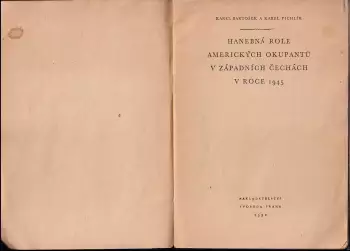 KAREL BARTOŠEK A KAREL PICHLÍK
HANEBNÁ ROLE
AMERICKÝCH OKUPANTŮ
V ZÁPADNÍCH ČECHÁCH
V ROCE 1945
NAKLADATELSTVÍ
SVOBODA PRAHA